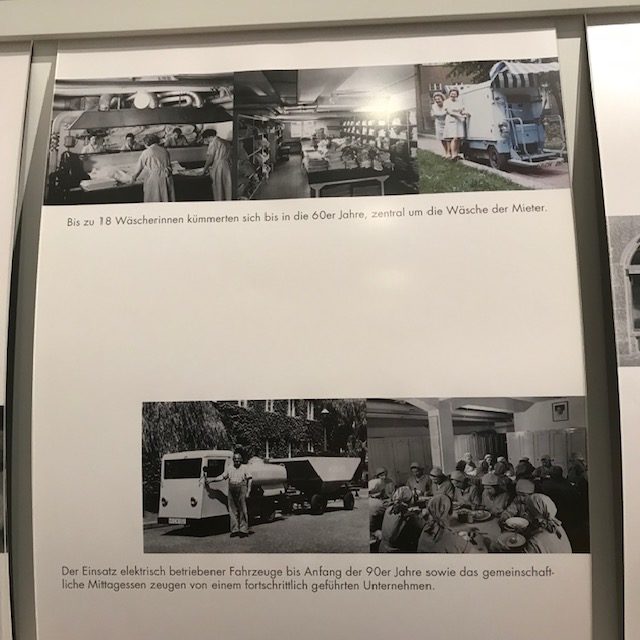 Bis zu 18 Wäscherinnen kümmerten sich bis in die 60er Jahre, zentral um die Wäsche der Mieter.
Der Einsatz elektrisch betriebener Fahrzeuge bis Anfang der 90er Jahre sowie das gemeinschaft-
liche Mittagessen zeugen von einem fortschrittlich geführten Unternehmen.